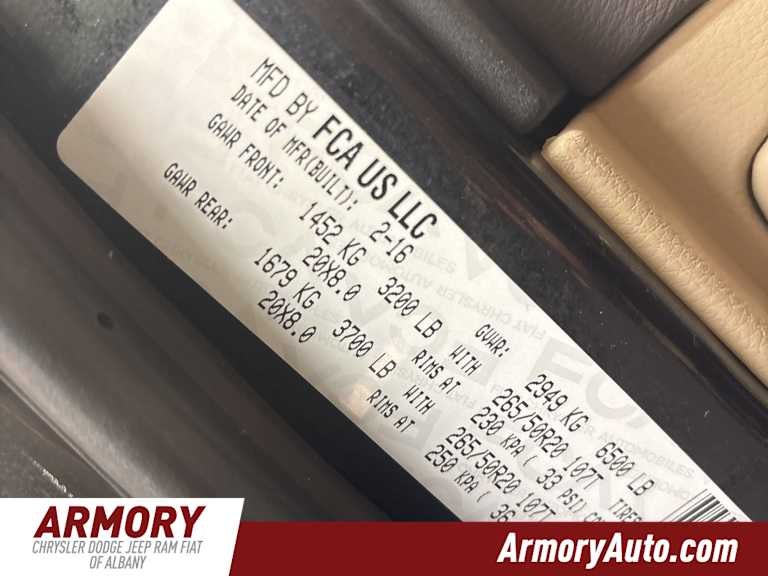 MFD BY FCA US LLC
DATE OF MFR(BUILT): 2-16 GVWR: 2949 KG 6500 LB
GAWR FRONT: 1452 KG 3200 LB WITH 265/50R20 107T TIRES
20X8.0 RIMS AT 230 KPA ( 33 PSI)
GAWR REAR: 1679 KG 3700 LB WITH 265/50R20 107T
20X8.0 RIMS AT 250 KPA ( 36
ARMORY
CHRYSLER DODGE JEEP RAM FIAT
OF ALBANY
ArmoryAuto.com